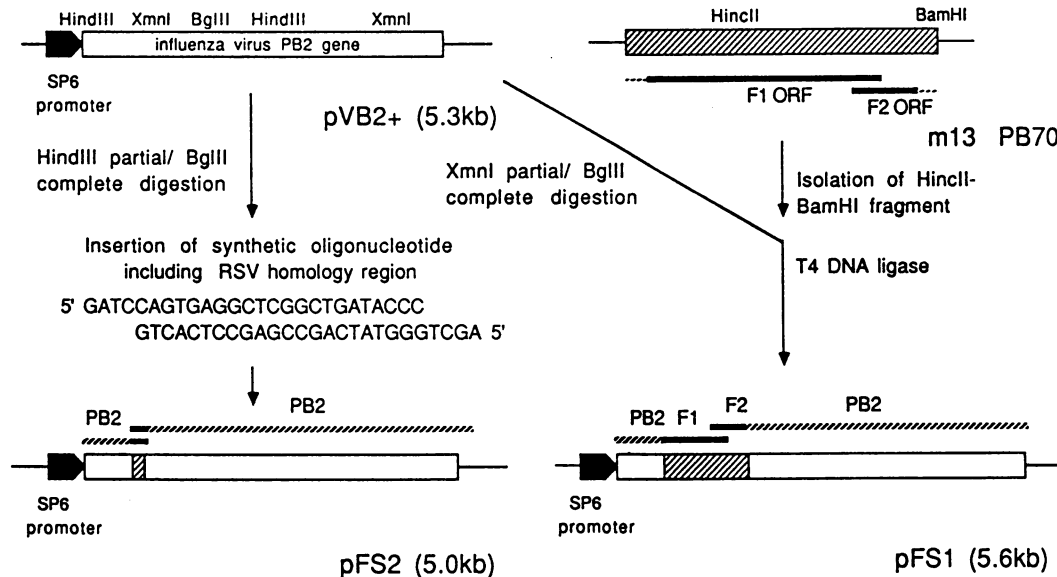 HindIII XmnI BglII HindIII XmnI
influenza virus PB2 gene
SP6
promoter
pVB2+ (5.3kb)
HincII BamHI
F1 ORF
F2 ORF
m13 PB70
HindIII partial/ BglII
complete digestion
XmnI partial/ BglII
complete digestion
Isolation of HincII-
BamHI fragment
T4 DNA ligase
Insertion of synthetic oligonucleotide
including RSV homology region
5' GATCCAGTGAGGCTCGGCTGATACCC
GTCACTCCGAGCCGACTATGGGTCGA 5'
PB2 PB2
SP6
promoter
pFS2 (5.0kb)
PB2 F1 F2 PB2
SP6
promoter
pFS1 (5.6kb)